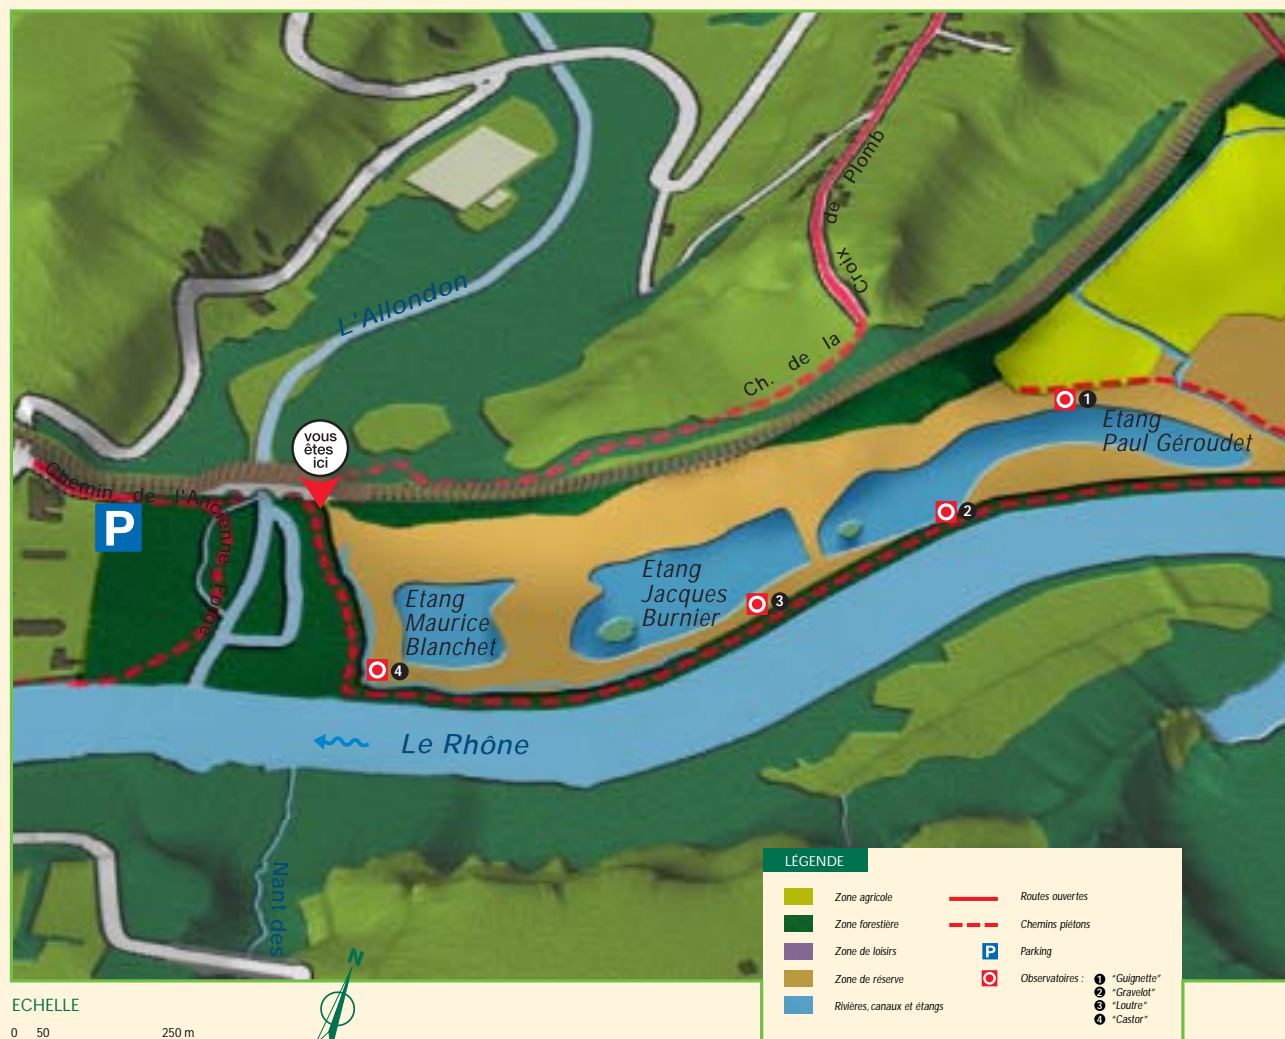 L'Allondon
Ch. de la Croix de Plomb
vous
êtes
ici
Chemin de l'Ancienne Forge
P
1
Etang
Paul Géroudet
2
Etang
Jacques
Burnier
3
Etang
Maurice
Blanchet
4
Le Rhône
Nant des
N
ECHELLE
0 50 250 m
LÉGENDE
Zone agricole
Zone forestière
Zone de loisirs
Zone de réserve
Rivières, canaux et étangs
Routes ouvertes
Chemins piétons
P Parking
Observatoires : 1 "Guignette"
2 "Gravelot"
3 "Loutre"
4 "Castor"